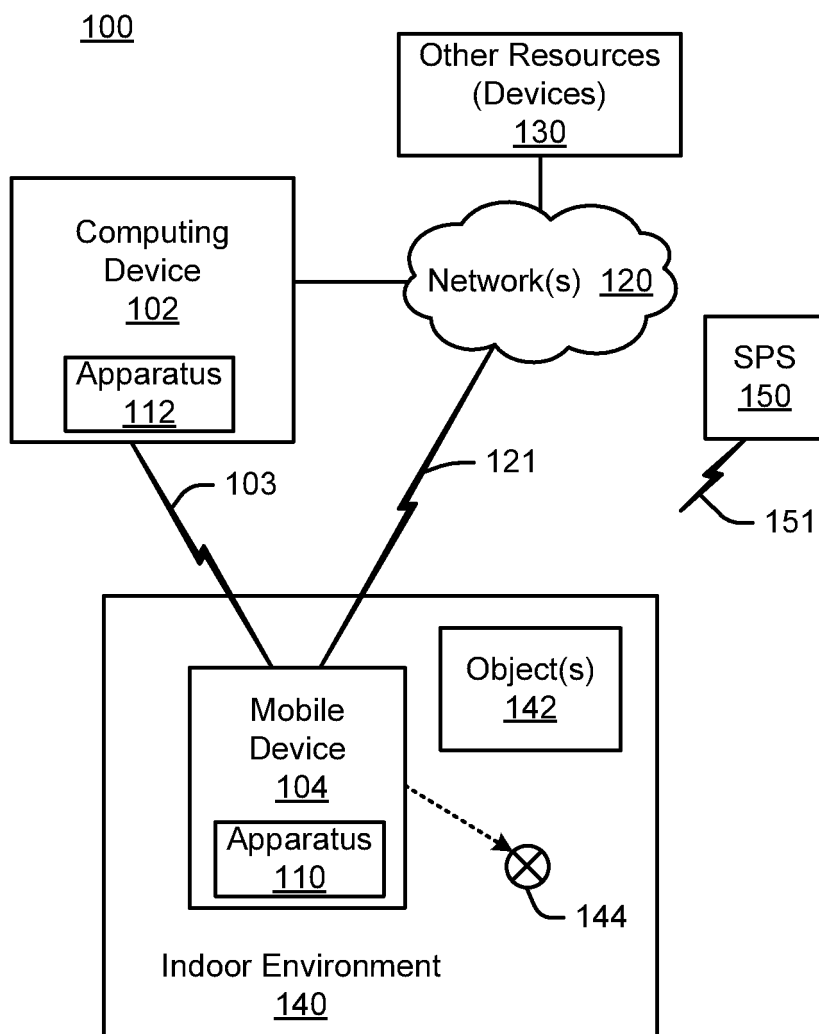 100
Other Resources
(Devices)
130
Computing
Device
102
Apparatus
112
Network(s) 120
SPS
150
103
121
151
Object(s)
142
Mobile
Device
104
Apparatus
110
144
Indoor Environment
140